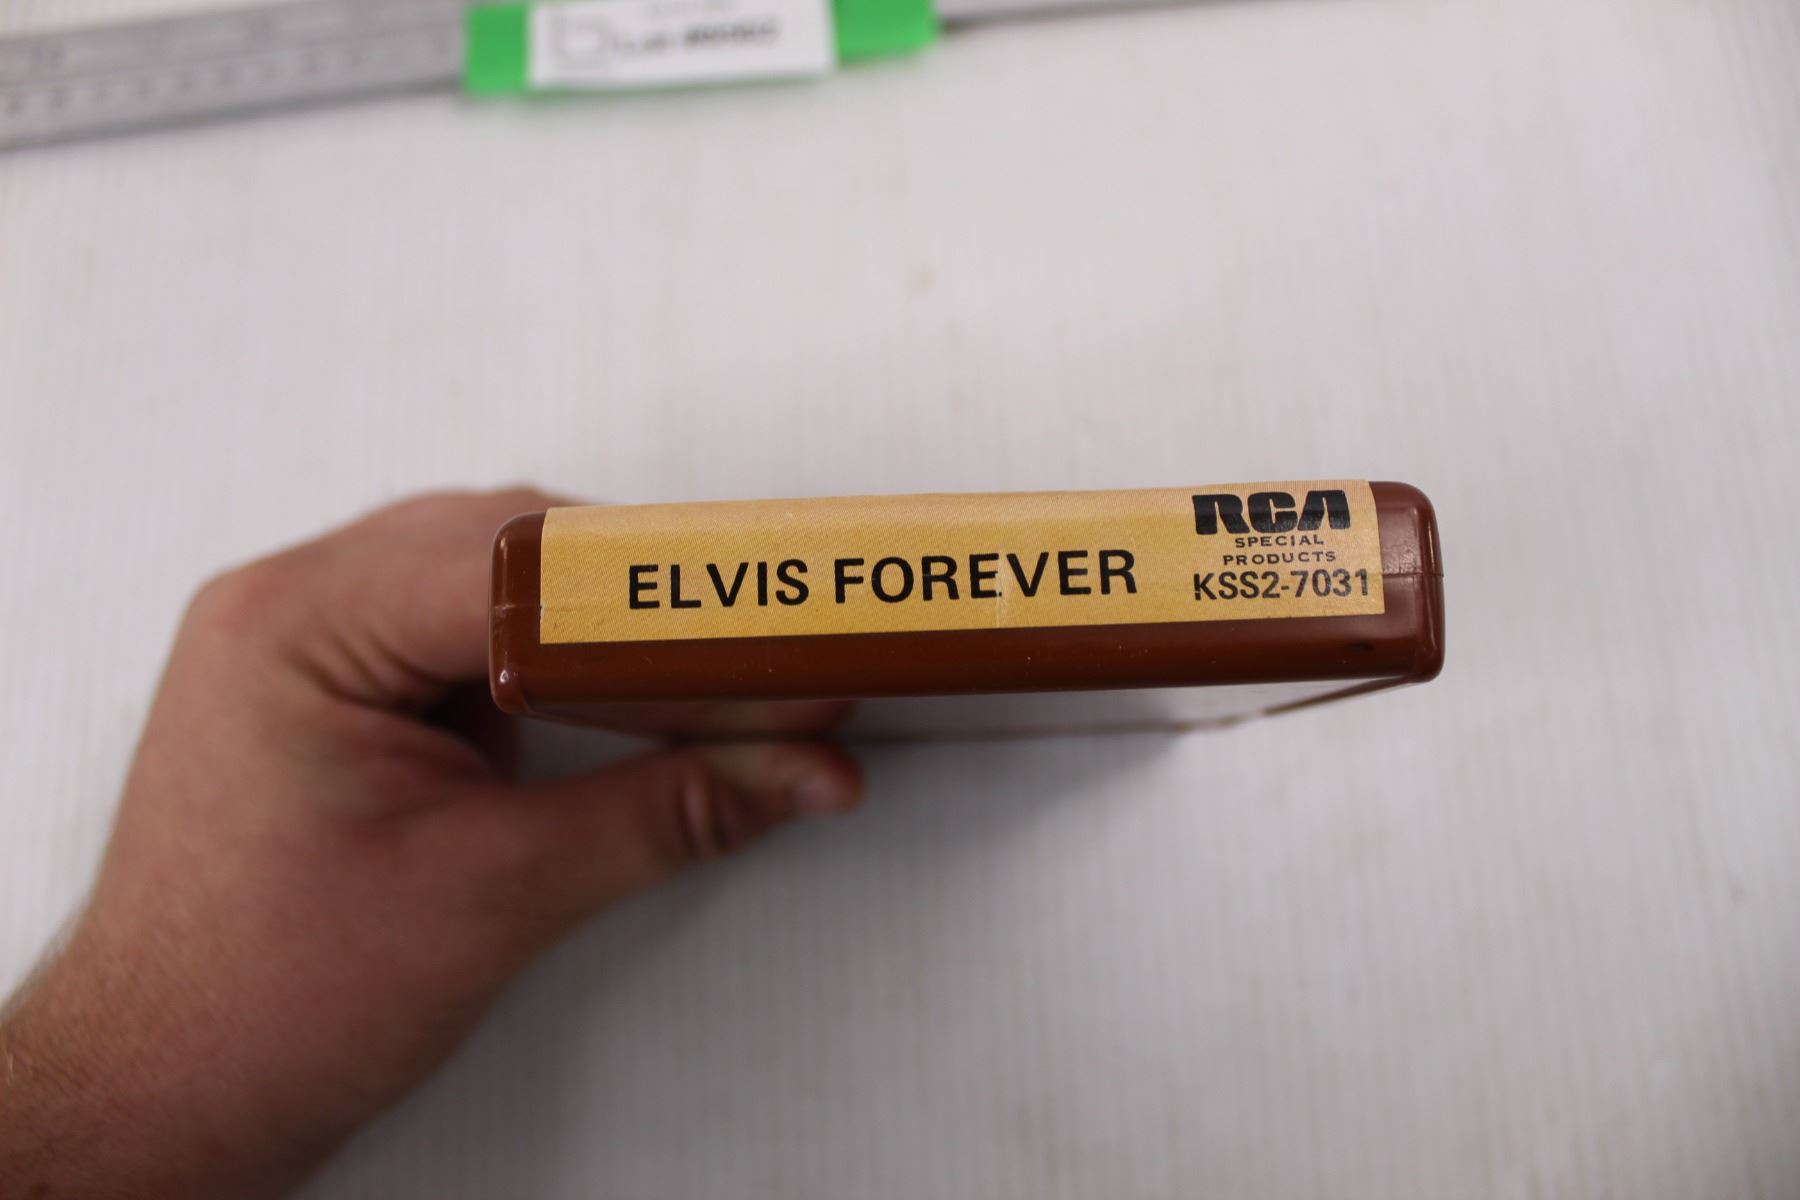 ELVIS FOREVER
RCA
SPECIAL
PRODUCTS
KSS2-7031